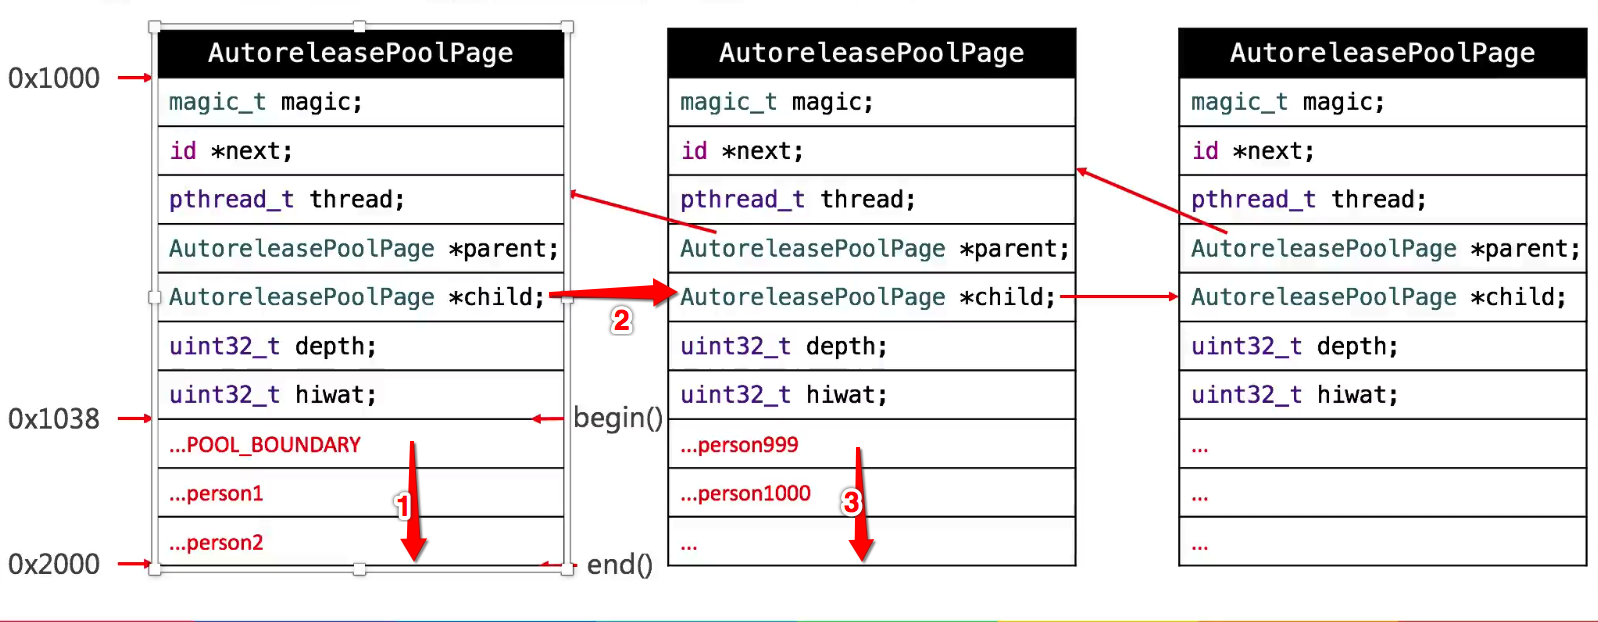 AutoreleasePoolPage
0x1000
magic_t magic;
id *next;
pthread_t thread;
AutoreleasePoolPage *parent;
AutoreleasePoolPage *child;
uint32_t depth;
uint32_t hiwat;
0x1038
begin()
...POOL_BOUNDARY
...person1
...person2
0x2000
end()
1
2
AutoreleasePoolPage
magic_t magic;
id *next;
pthread_t thread;
AutoreleasePoolPage *parent;
AutoreleasePoolPage *child;
uint32_t depth;
uint32_t hiwat;
...person999
...person1000
...
3
AutoreleasePoolPage
magic_t magic;
id *next;
pthread_t thread;
AutoreleasePoolPage *parent;
AutoreleasePoolPage *child;
uint32_t depth;
uint32_t hiwat;
...
...
...